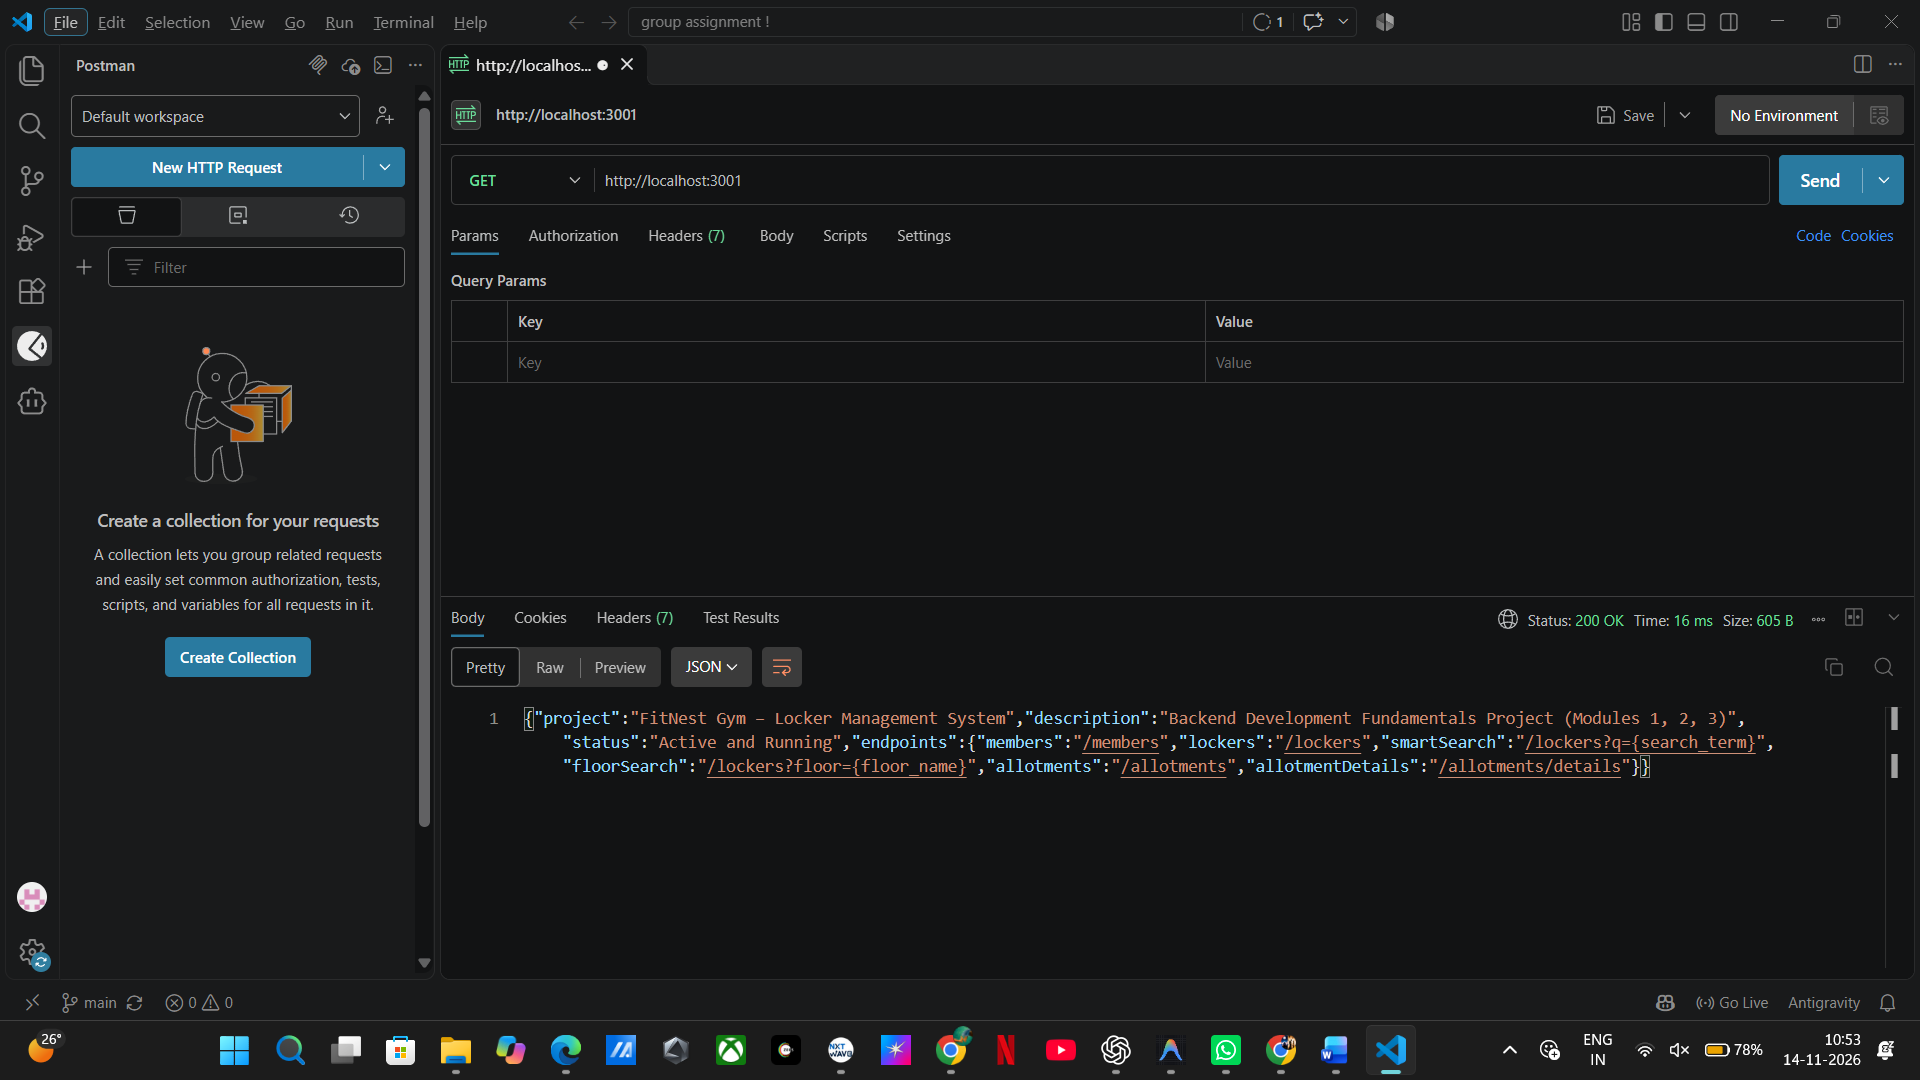 File Edit Selection View Go Run Terminal Help
group assignment !
1
Postman
Default workspace
New HTTP Request
Filter
Create a collection for your requests
A collection lets you group related requests
and easily set common authorization, tests,
scripts, and variables for all requests in it.
Create Collection
HTTP http://localhos...
HTTP http://localhost:3001
Save
No Environment
GET
http://localhost:3001
Send
Params Authorization Headers (7) Body Scripts Settings
Code Cookies
Query Params
Key Value
Key Value
Body Cookies Headers (7) Test Results
Status: 200 OK Time: 16 ms Size: 605 B
Pretty Raw Preview JSON
1 {"project":"FitNest Gym – Locker Management System","description":"Backend Development Fundamentals Project (Modules 1, 2, 3)",
"status":"Active and Running","endpoints":{"members":"/members","lockers":"/lockers","smartSearch":"/lockers?q={search_term}",
"floorSearch":"/lockers?floor={floor_name}","allotments":"/allotments","allotmentDetails":"/allotments/details"}}
main
0 0
Go Live Antigravity
26°
NXT
WAVE
ENG
IN
78%
10:53
14-11-2026